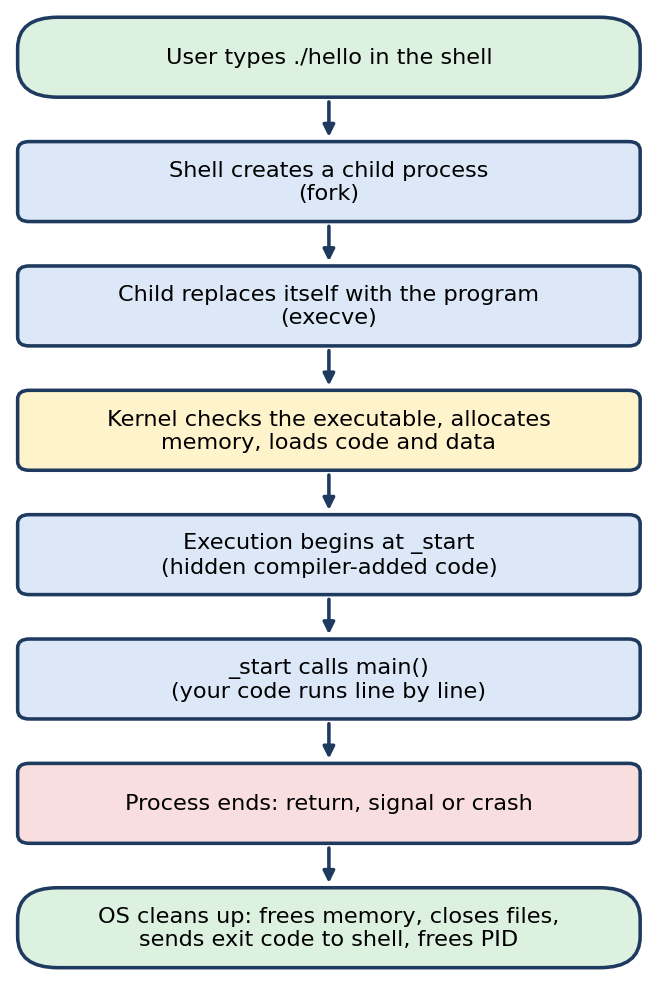 User types ./hello in the shell
Shell creates a child process
(fork)
Child replaces itself with the program
(execve)
Kernel checks the executable, allocates
memory, loads code and data
Execution begins at _start
(hidden compiler-added code)
_start calls main()
(your code runs line by line)
Process ends: return, signal or crash
OS cleans up: frees memory, closes files,
sends exit code to shell, frees PID